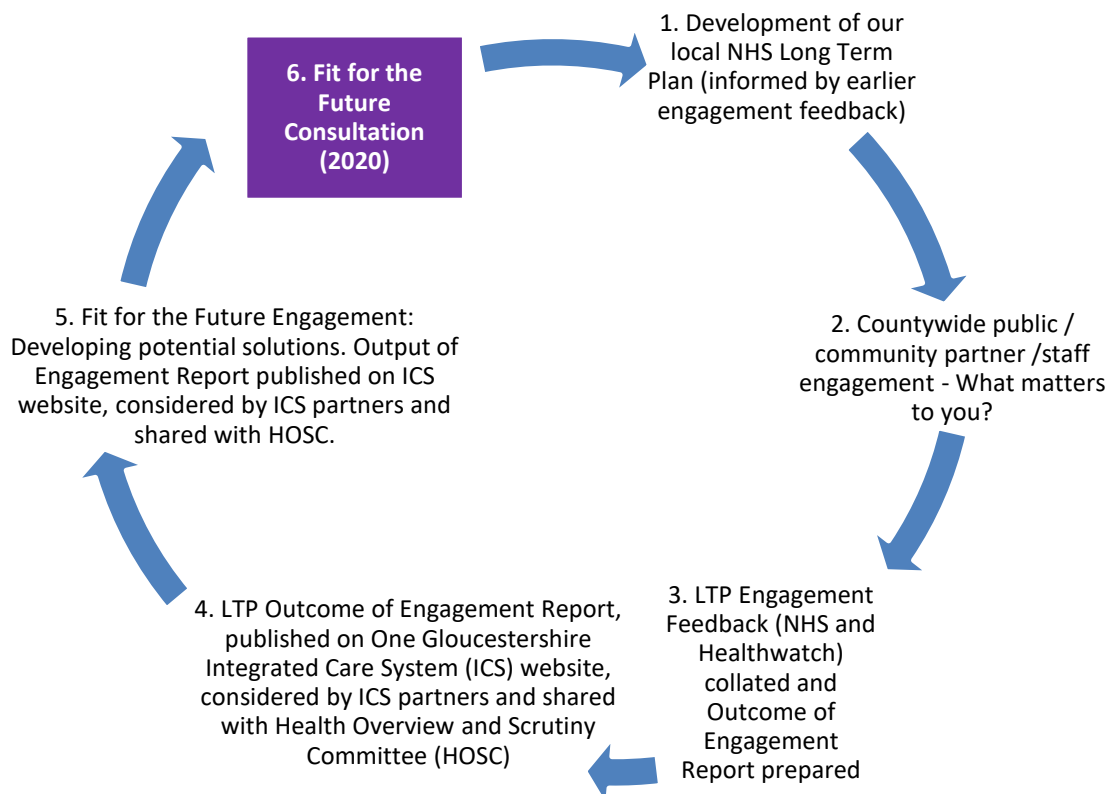 1. Development of our
local NHS Long Term
Plan (informed by earlier
engagement feedback)
2. Countywide public /
community partner /staff
engagement - What matters
to you?
3. LTP Engagement
Feedback (NHS and
Healthwatch)
collated and
Outcome of
Engagement
Report prepared
4. LTP Outcome of Engagement Report,
published on One Gloucestershire
Integrated Care System (ICS) website,
considered by ICS partners and shared
with Health Overview and Scrutiny
Committee (HOSC)
5. Fit for the Future Engagement:
Developing potential solutions. Output of
Engagement Report published on ICS
website, considered by ICS partners and
shared with HOSC.
6. Fit for the
Future
Consultation
(2020)